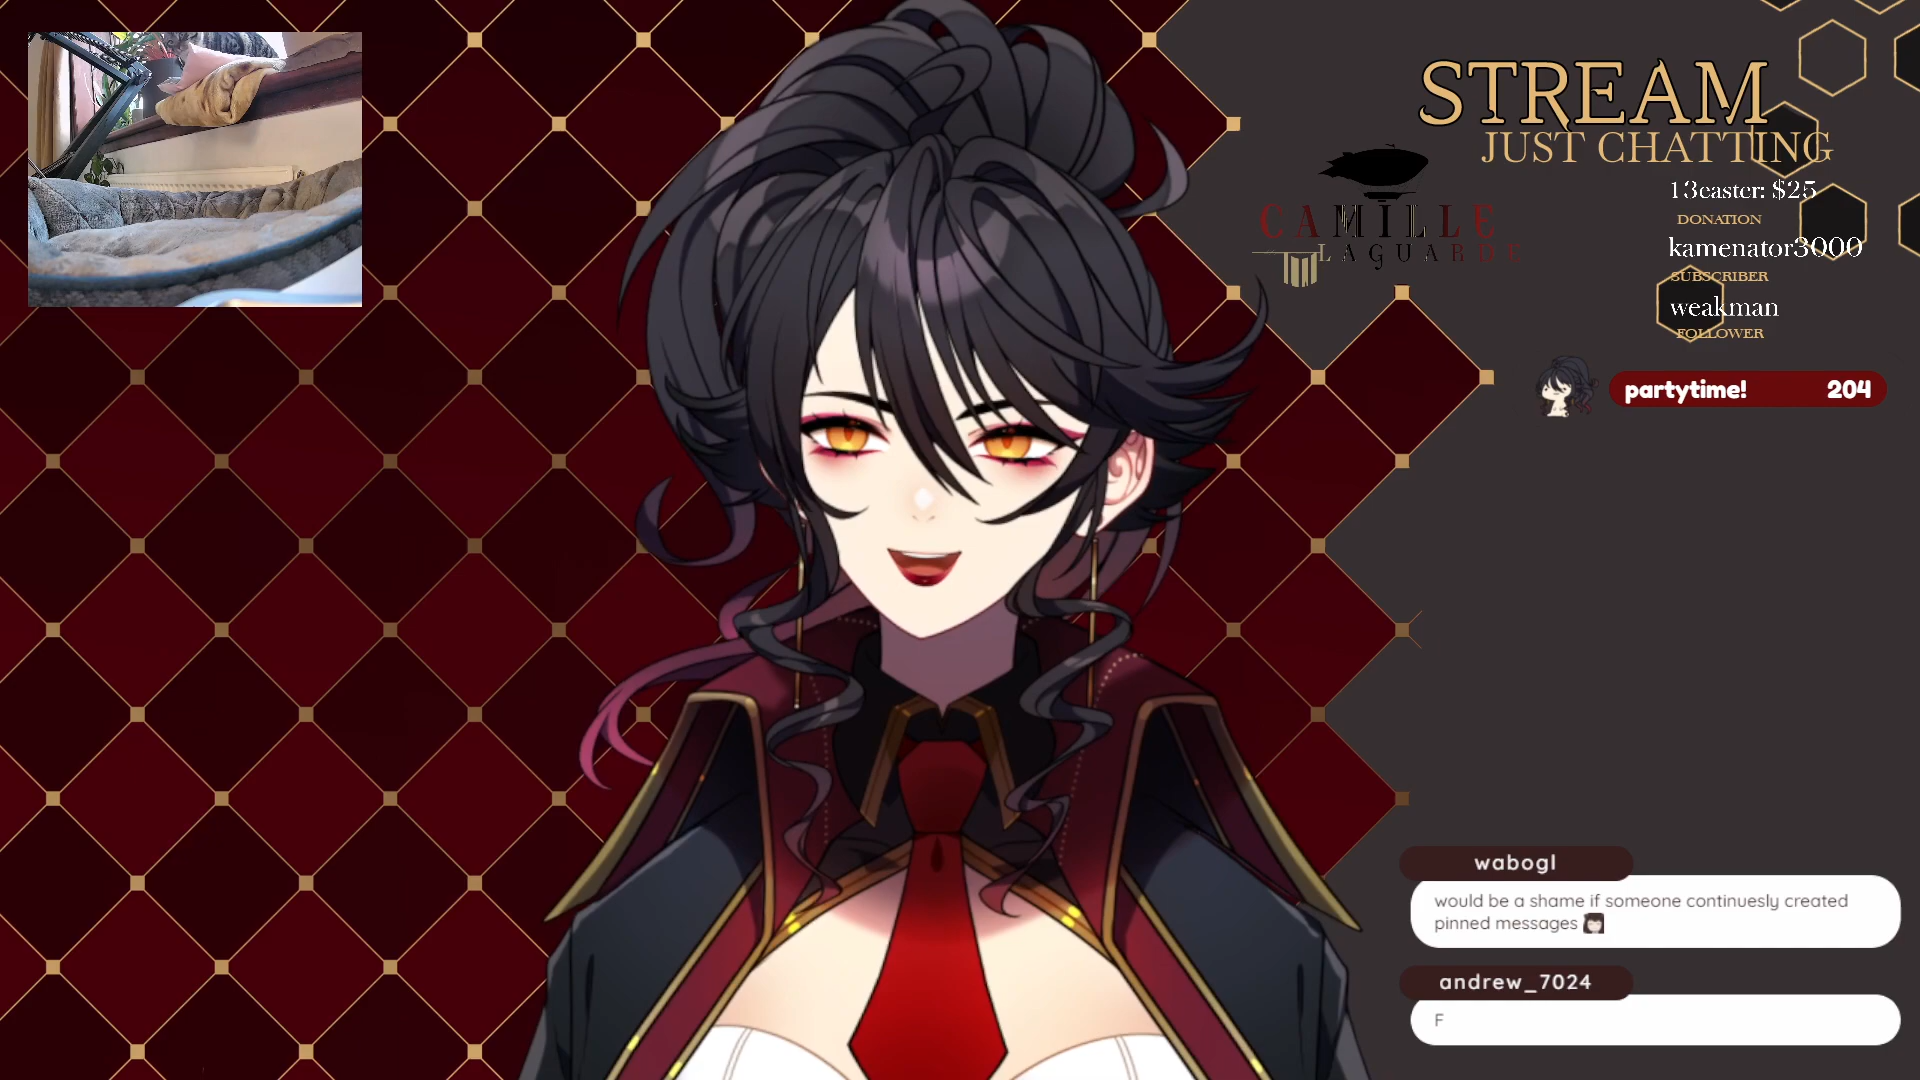 STREAM
JUST CHATTING
CAMILLE
LAGUARDE
13easter: $25
DONATION
kamenator3000
SUBSCRIBER
weakman
FOLLOWER
partytime! 204
wabogl
would be a shame if someone continuesly created
pinned messages
andrew_7024
F